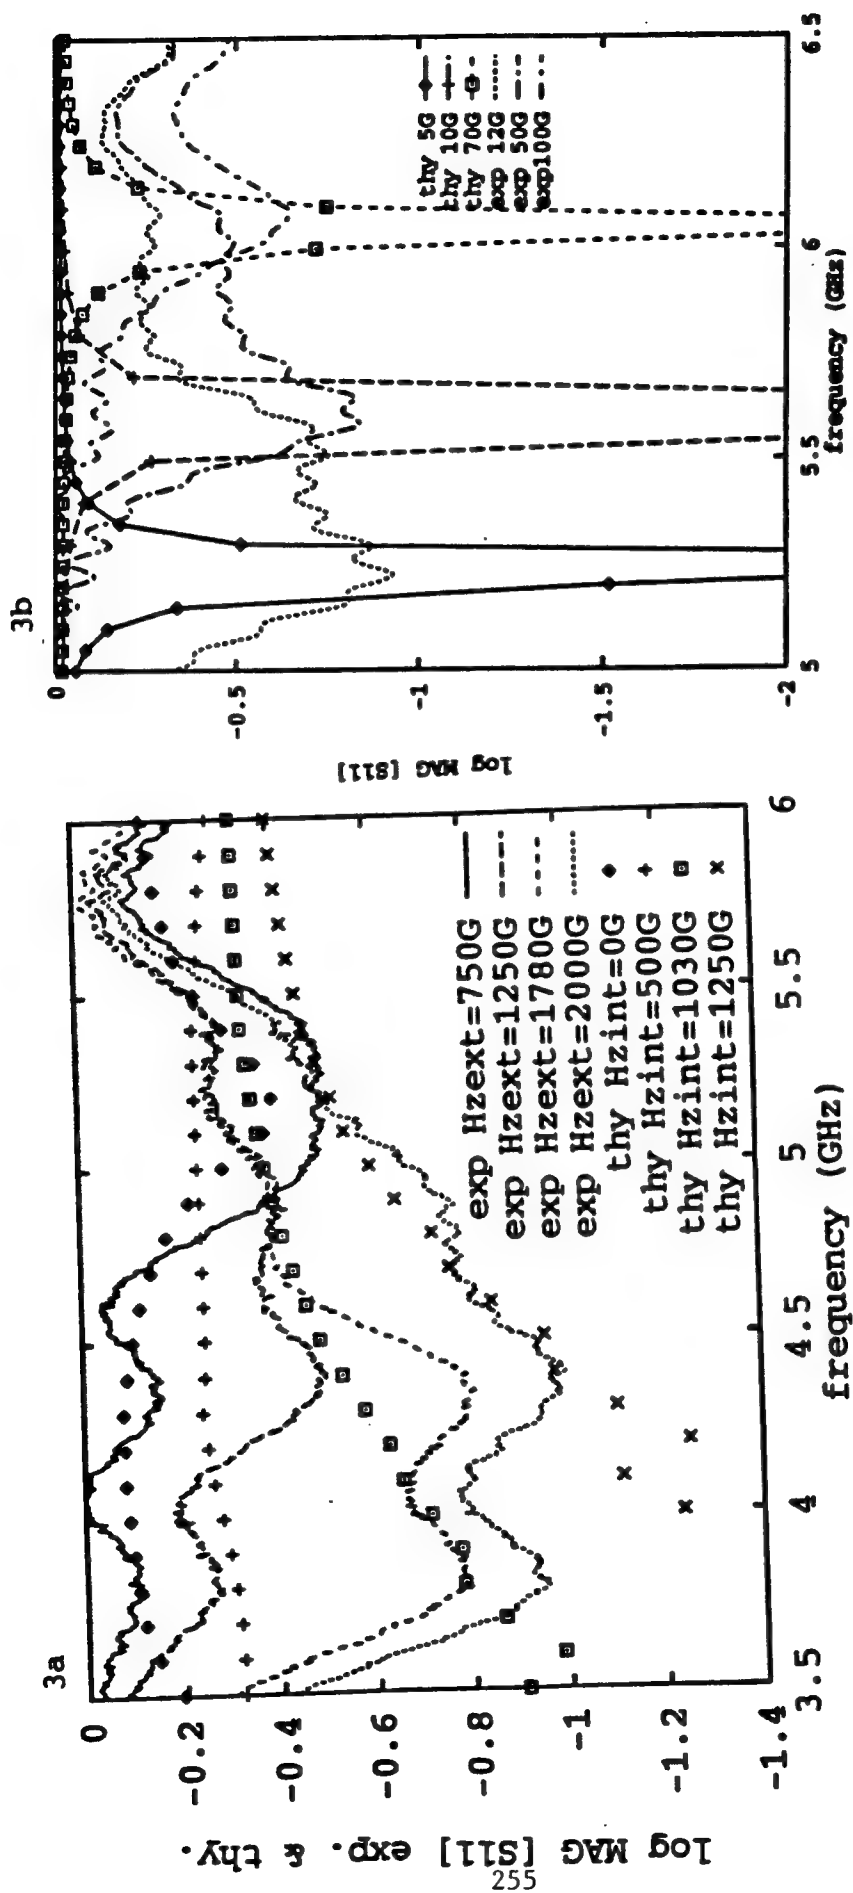 3a
0
-0.2
-0.4
-0.6
-0.8
-1
-1.2
-1.4
log MAG [S11] exp. & thy.
3.5
4
4.5
5
5.5
6
frequency (GHz)
exp Hzext=750G
exp Hzext=1250G
exp Hzext=1780G
exp Hzext=2000G
thy Hzint=0G
thy Hzint=500G
thy Hzint=1030G
thy Hzint=1250G
3b
0
-0.5
-1
-1.5
-2
log MAG [S11]
5
5.5
6
6.5
frequency (GHz)
thy 5G
thy 10G
thy 70G
exp 12G
exp 50G
exp100G
255